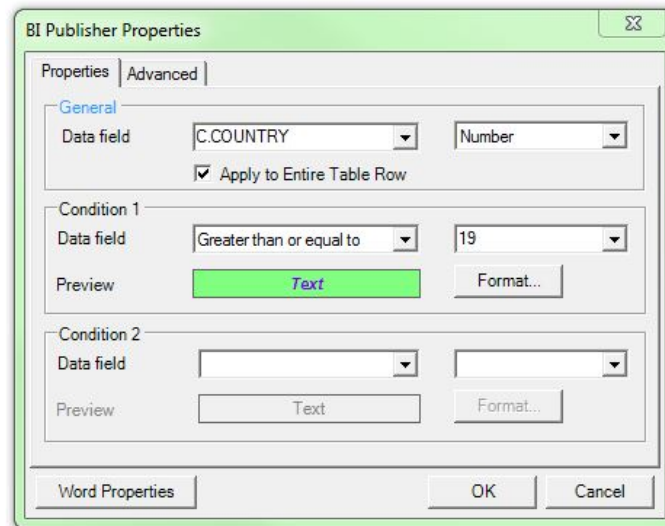 BI Publisher Properties
Properties Advanced
General
Data field C.COUNTRY Number
Apply to Entire Table Row
Condition 1
Data field Greater than or equal to 19
Preview Text Format...
Condition 2
Data field
Preview Text Format...
Word Properties OK Cancel